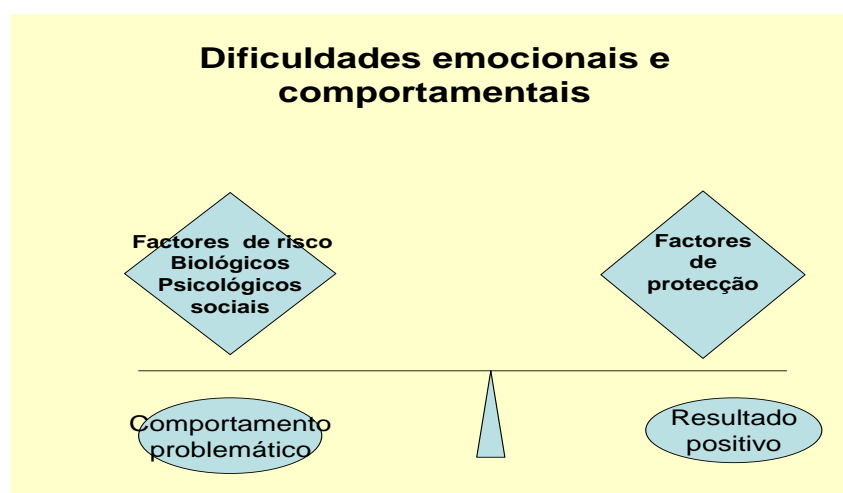 Dificuldades emocionais e
comportamentais
Factores de risco
Biológicos
Psicológicos
sociais
Factores
de
protecção
Comportamento
problemático
Resultado
positivo